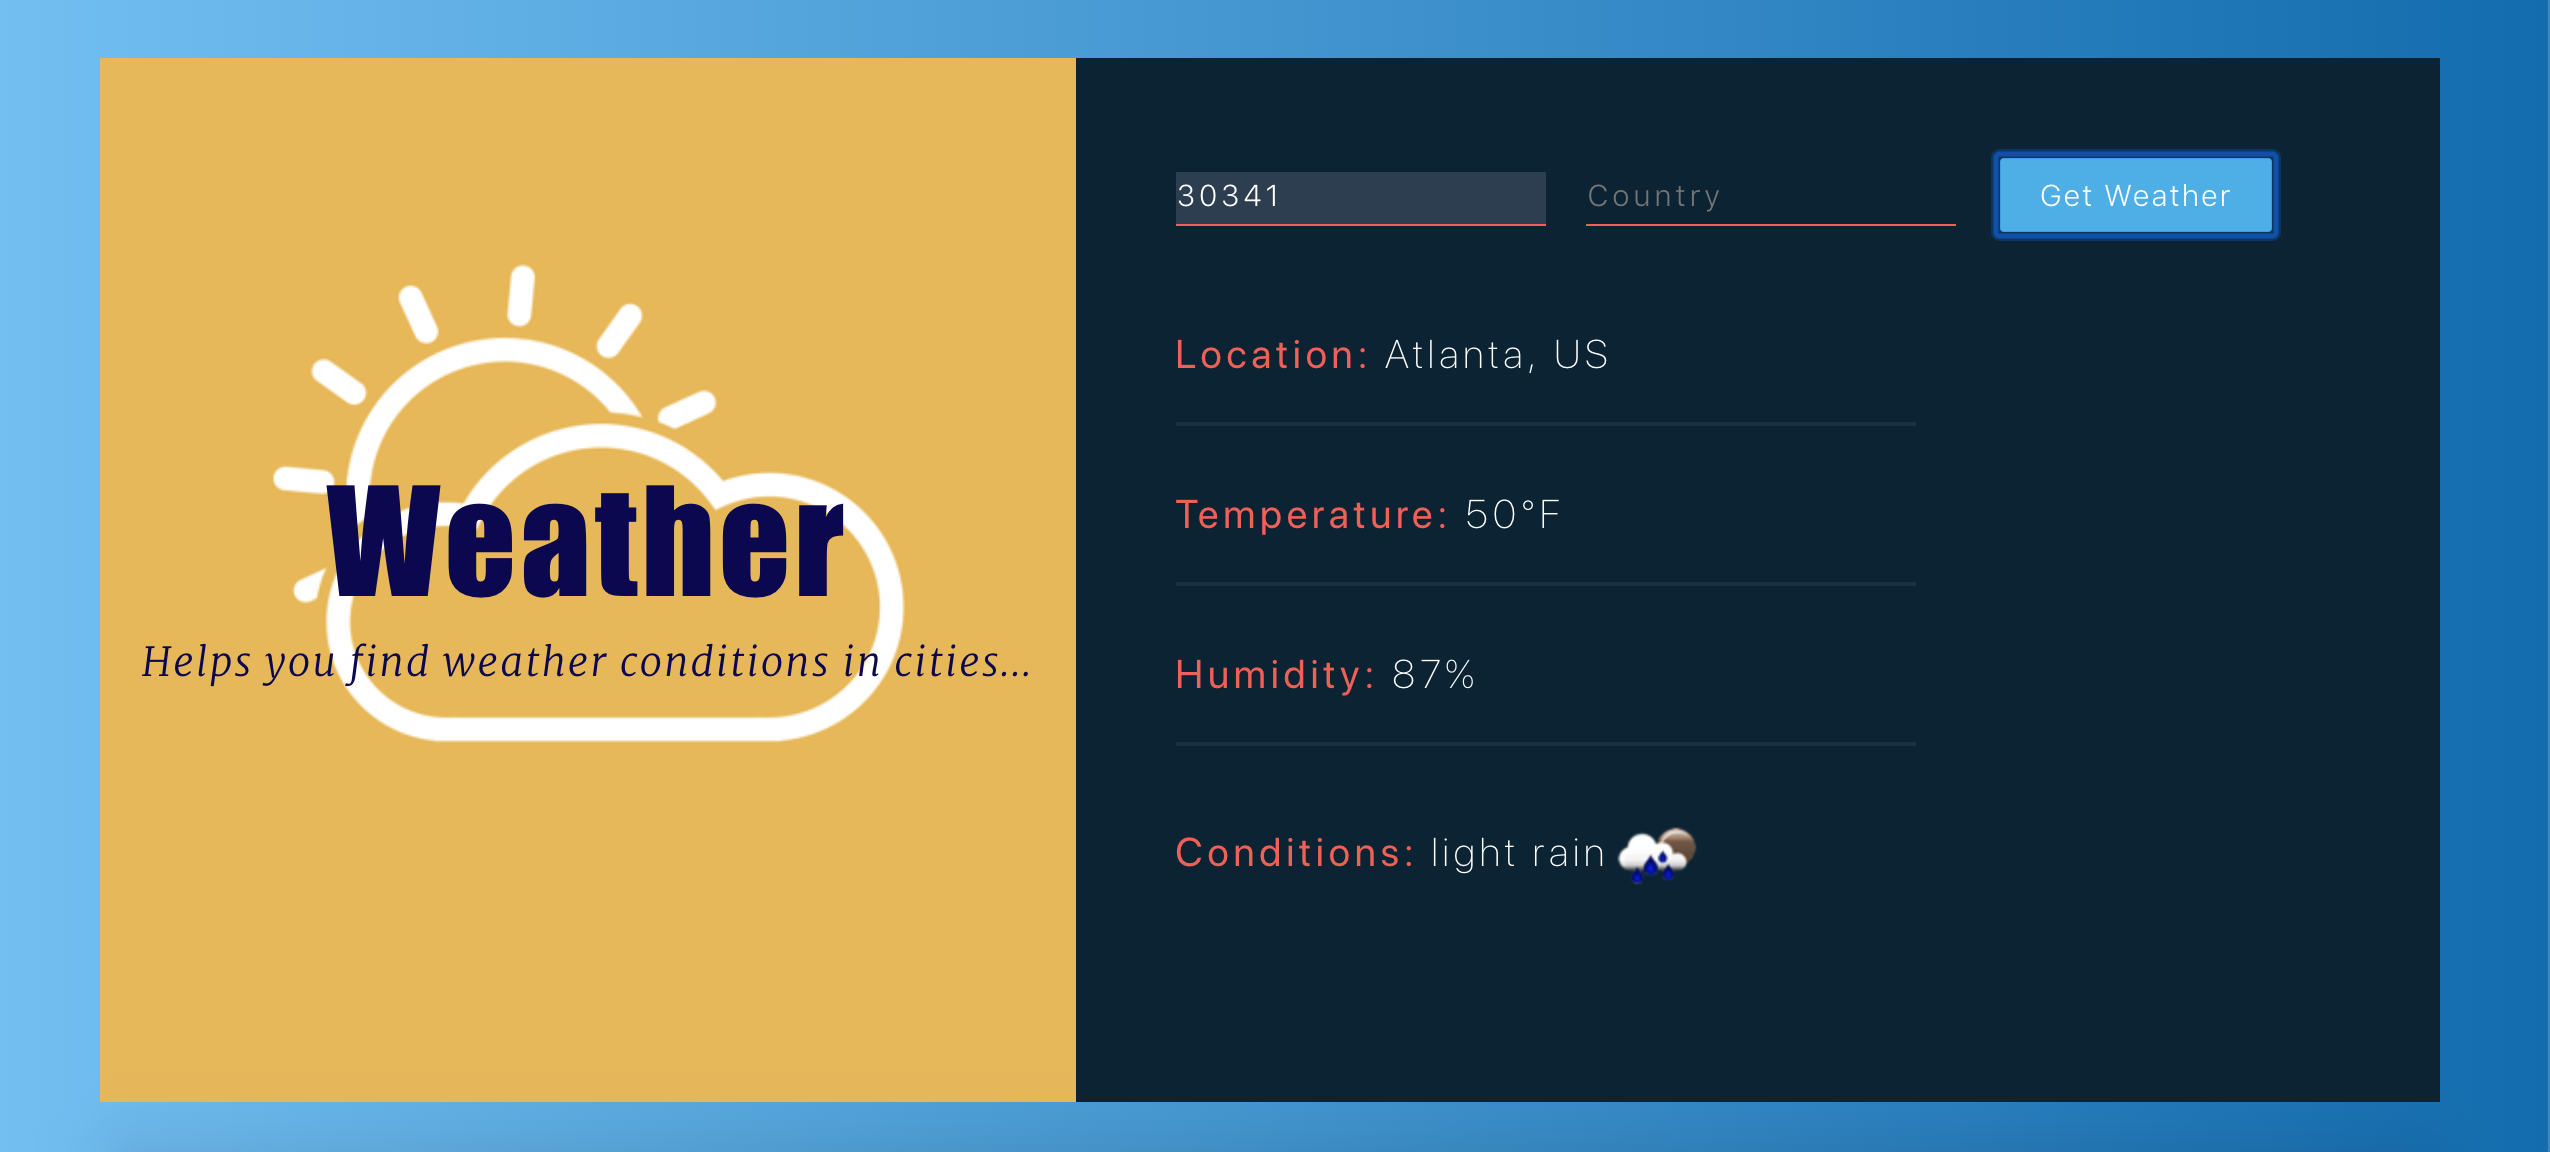 Weather
Helps you find weather conditions in cities...
30341
Country
Get Weather
Location: Atlanta, US
Temperature: 50°F
Humidity: 87%
Conditions: light rain